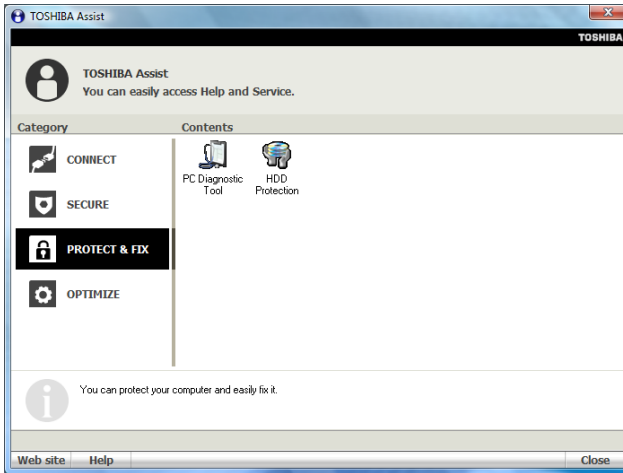 TOSHIBA Assist
TOSHIBA
TOSHIBA Assist
You can easily access Help and Service.
Category
Contents
CONNECT
SECURE
PROTECT & FIX
OPTIMIZE
PC Diagnostic
Tool
HDD
Protection
You can protect your computer and easily fix it.
Web site
Help
Close